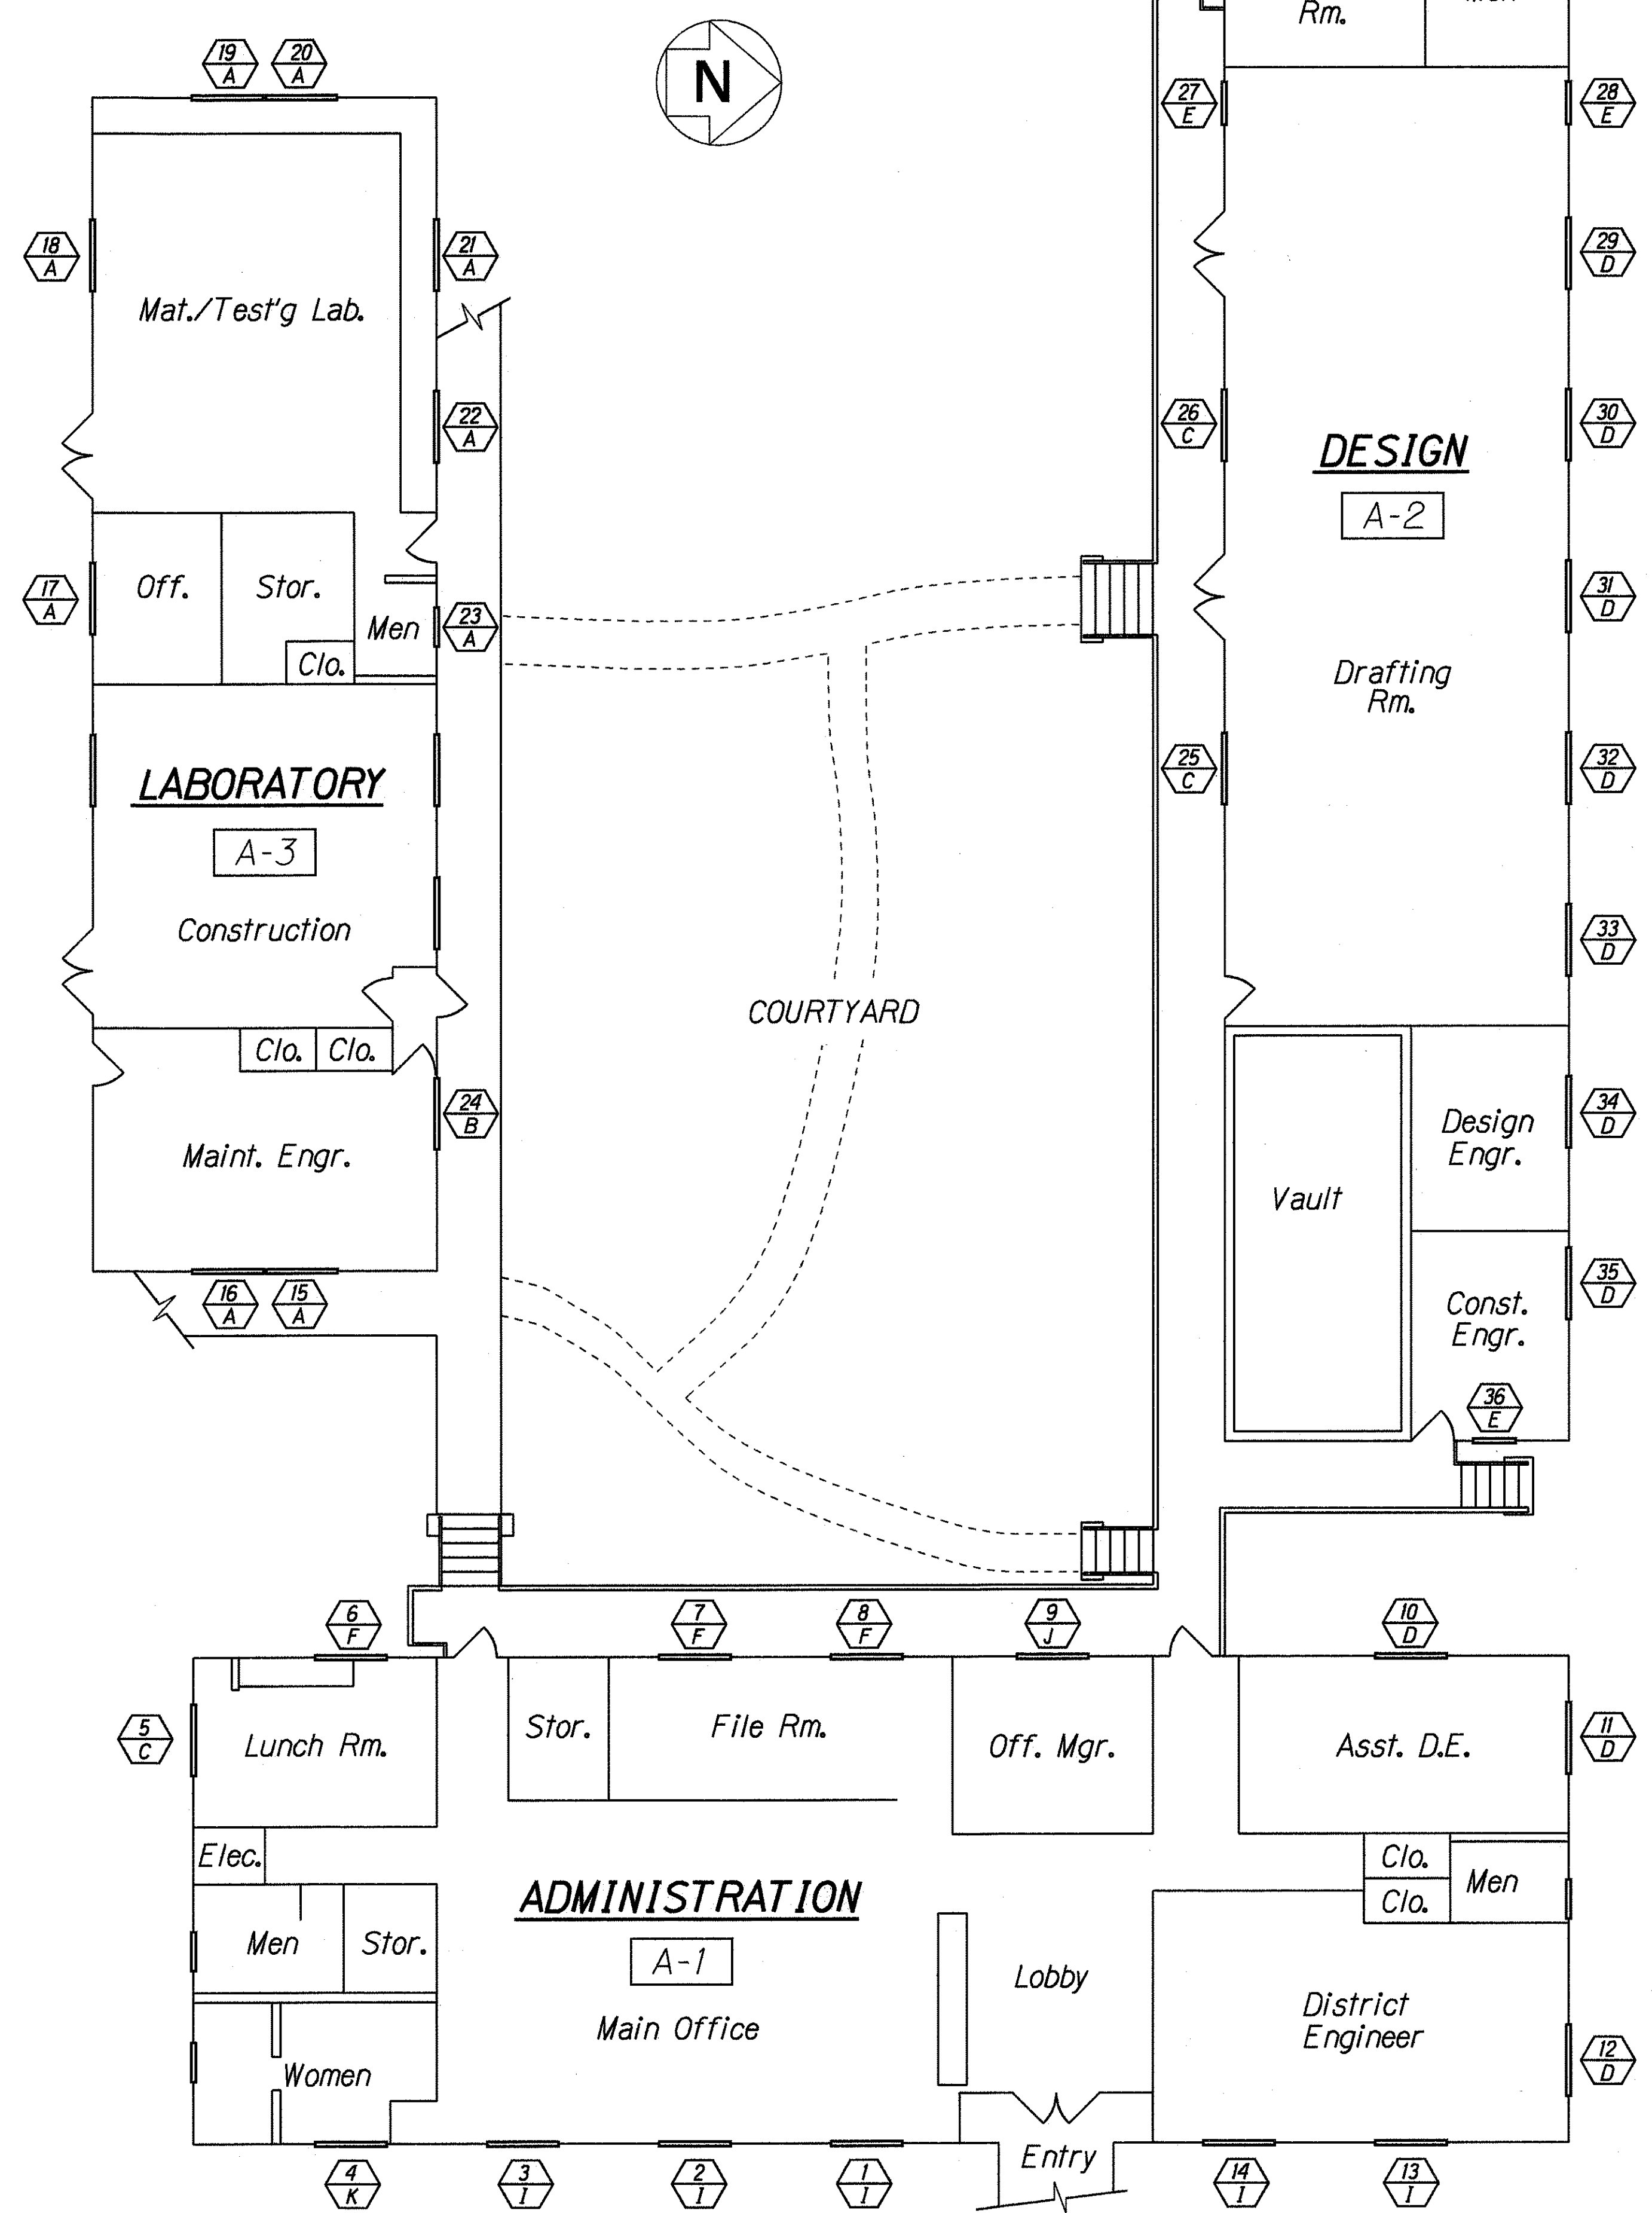 Rm.
19
A
20
A
N
27
E
28
E
18
A
21
A
29
D
Mat./Test'g Lab.
22
A
26
C
30
D
DESIGN
A-2
17
A
Off.
Stor.
Men
23
A
31
D
Clo.
Drafting
Rm.
LABORATORY
25
C
32
D
A-3
Construction
33
D
COURTYARD
Clo.
Clo.
24
B
34
D
Design
Engr.
Maint. Engr.
Vault
16
A
15
A
35
D
Const.
Engr.
36
E
6
F
7
F
8
F
9
J
10
D
5
C
Lunch Rm.
Stor.
File Rm.
Off. Mgr.
Asst. D.E.
11
D
Elec.
Clo.
Men
Clo.
ADMINISTRATION
Men
Stor.
A-1
Lobby
Main Office
District
Engineer
Women
12
D
Entry
4
K
3
I
2
I
1
I
14
I
13
I